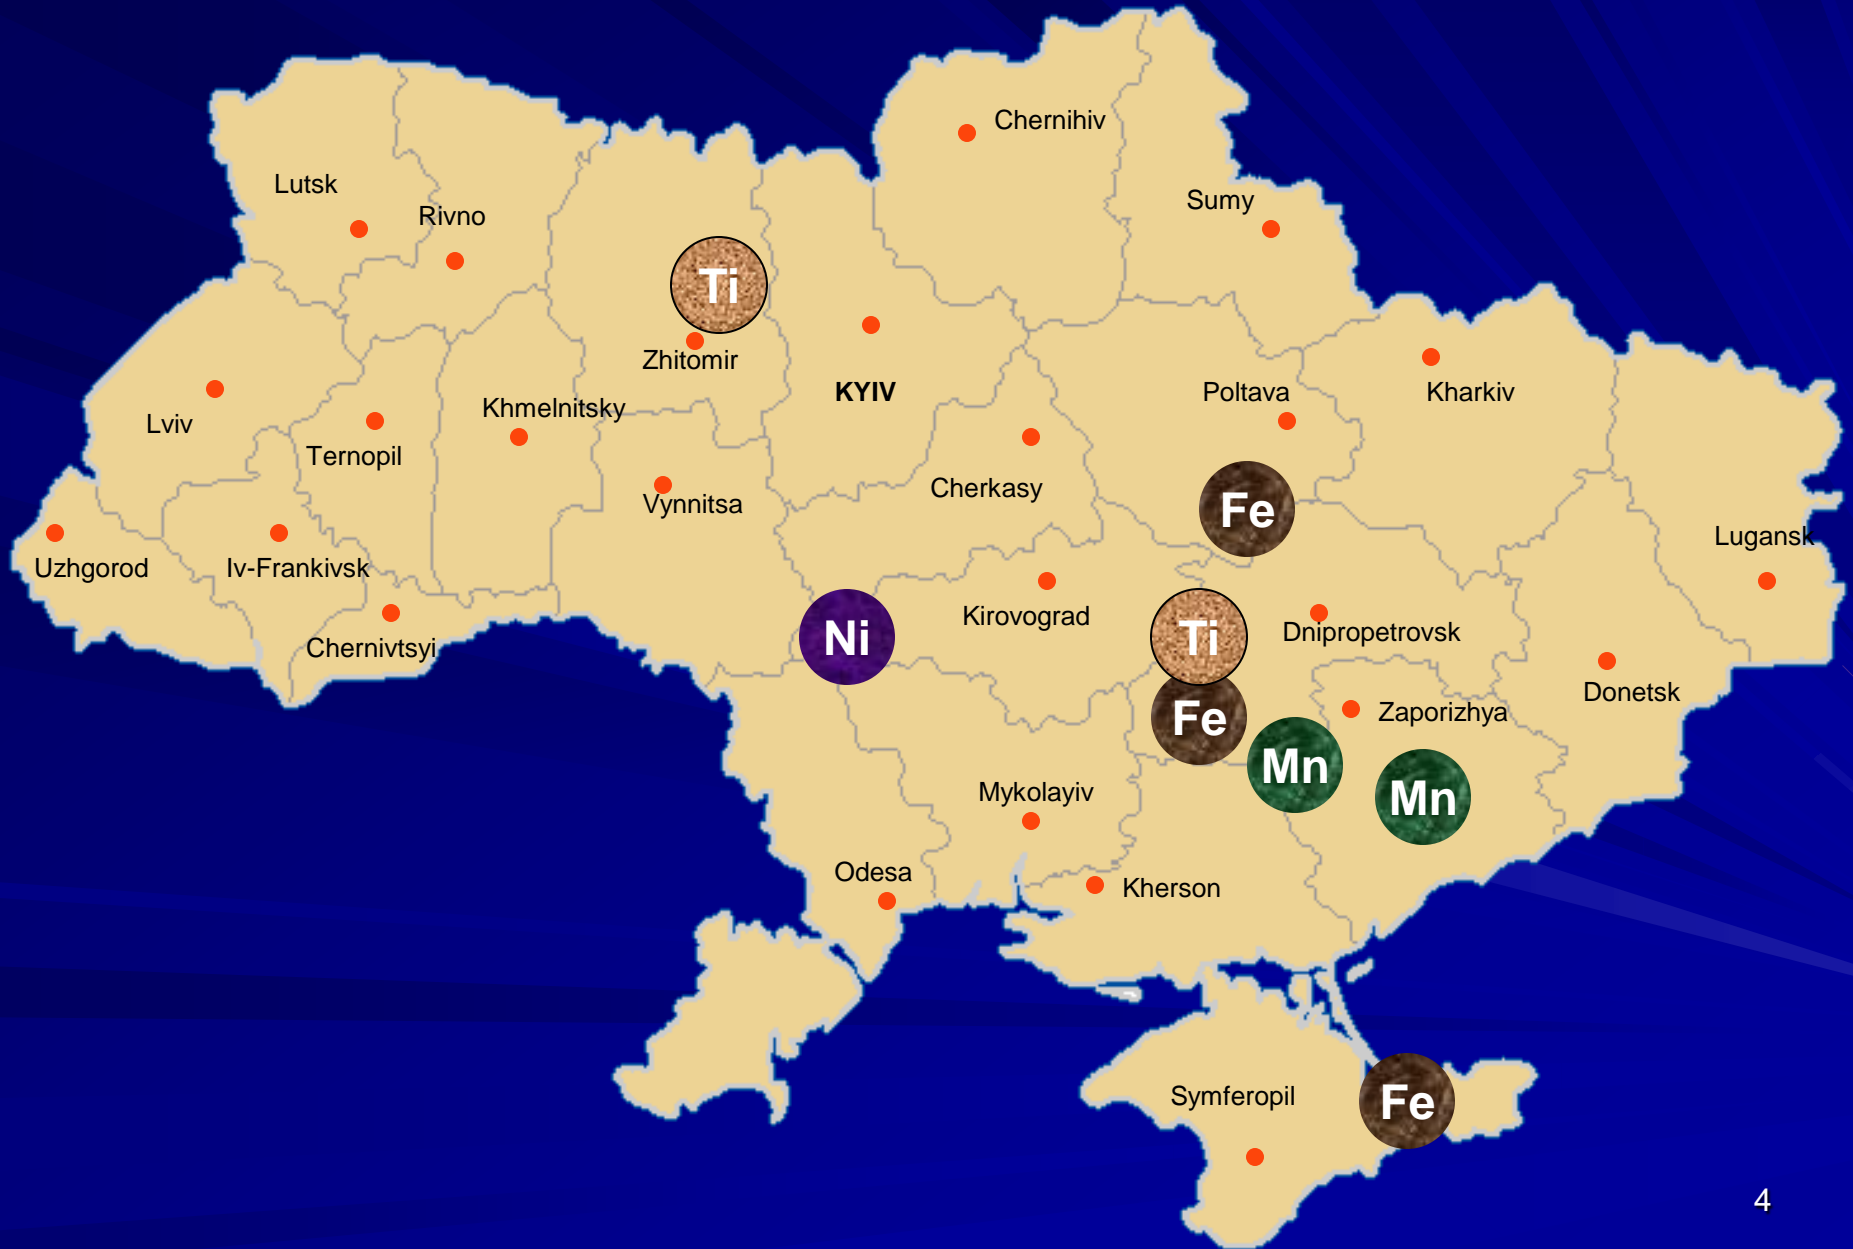 Chernihiv
Lutsk
Rivno
Sumy
Ti
Zhitomir
KYIV
Poltava
Kharkiv
Lviv
Khmelnitsky
Ternopil
Cherkasy
Vynnitsa
Fe
Lugansk
Uzhgorod
Iv-Frankivsk
Kirovograd
Ni
Ti
Dnipropetrovsk
Chernivtsyi
Donetsk
Fe
Zaporizhya
Mn
Mn
Mykolayiv
Odesa
Kherson
Symferopil
Fe
4